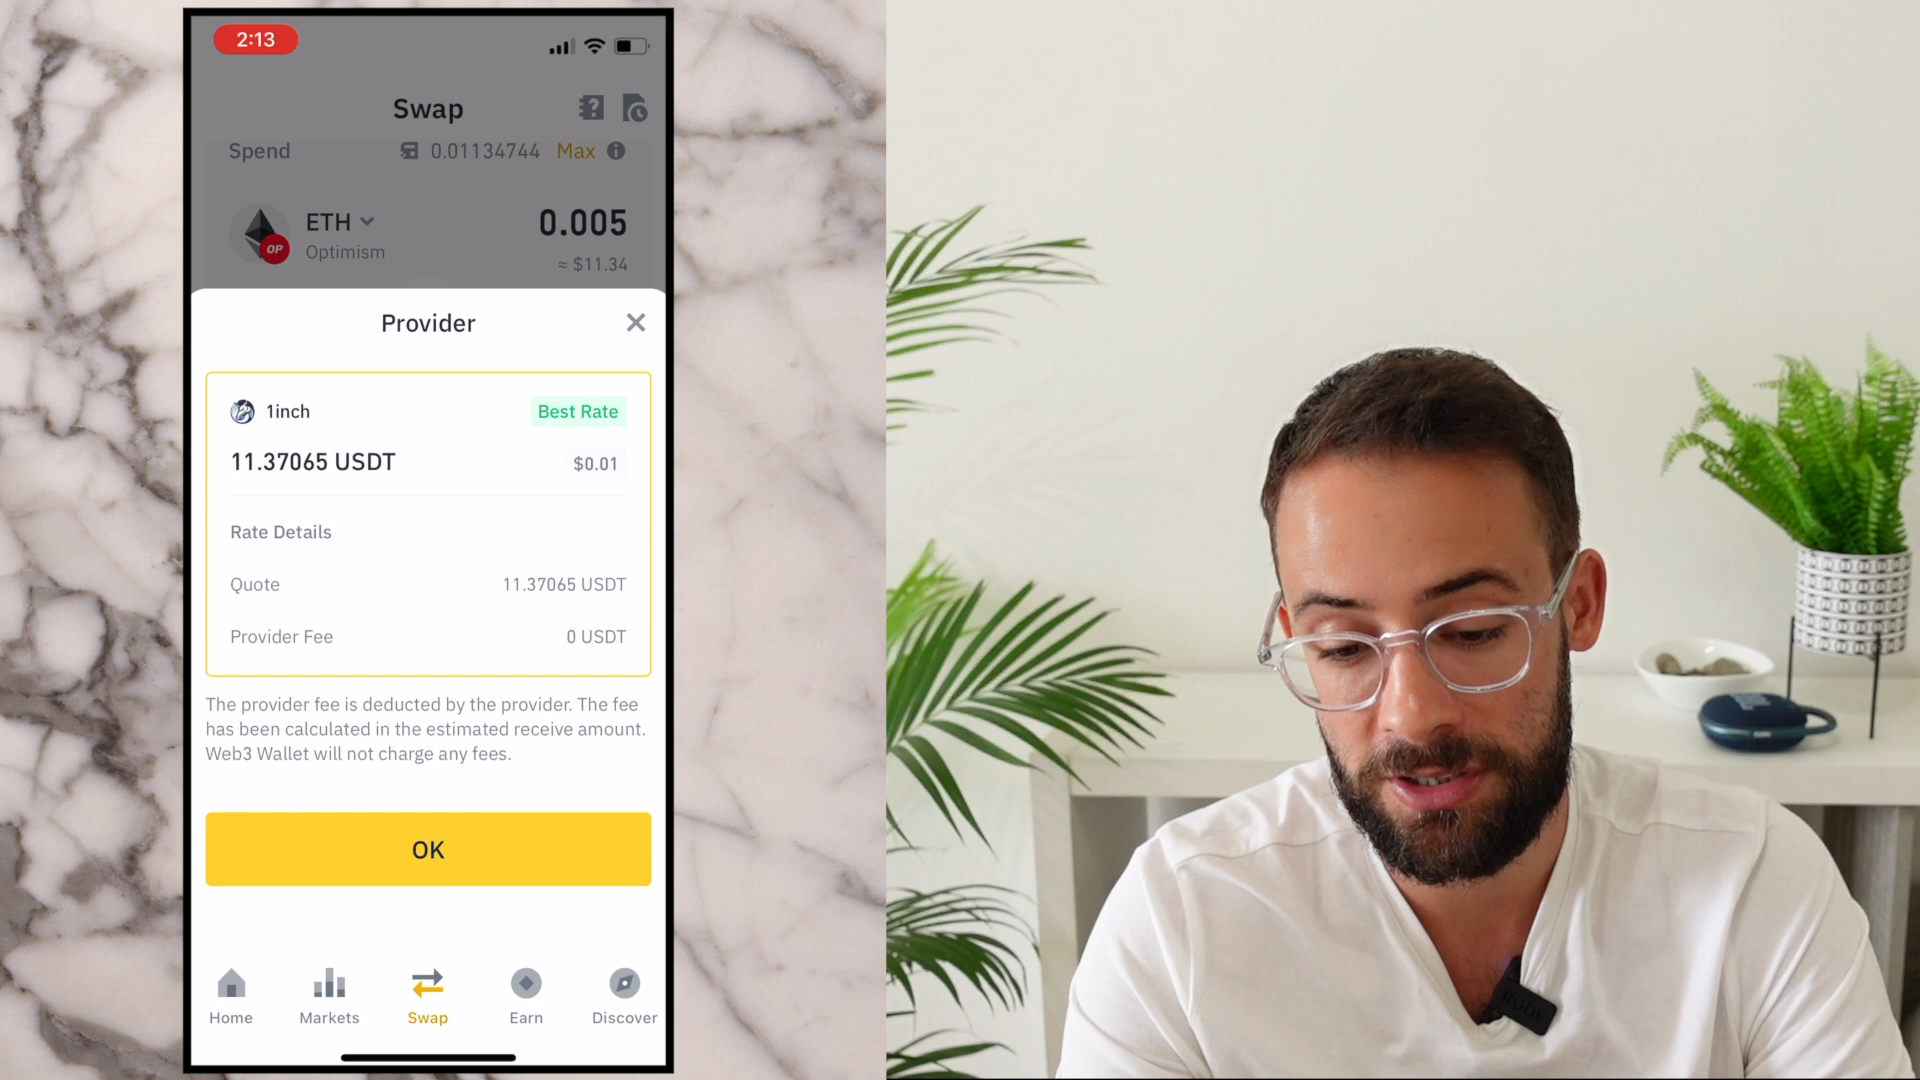 2:13
Swap
Spend 0.01134744 Max
ETH 0.005
OP
Optimism
≈ $11.34
Provider
1inch Best Rate
11.37065 USDT $0.01
Rate Details
Quote 11.37065 USDT
Provider Fee 0 USDT
The provider fee is deducted by the provider. The fee
has been calculated in the estimated receive amount.
Web3 Wallet will not charge any fees.
OK
Home Markets Swap Earn Discover
RODE